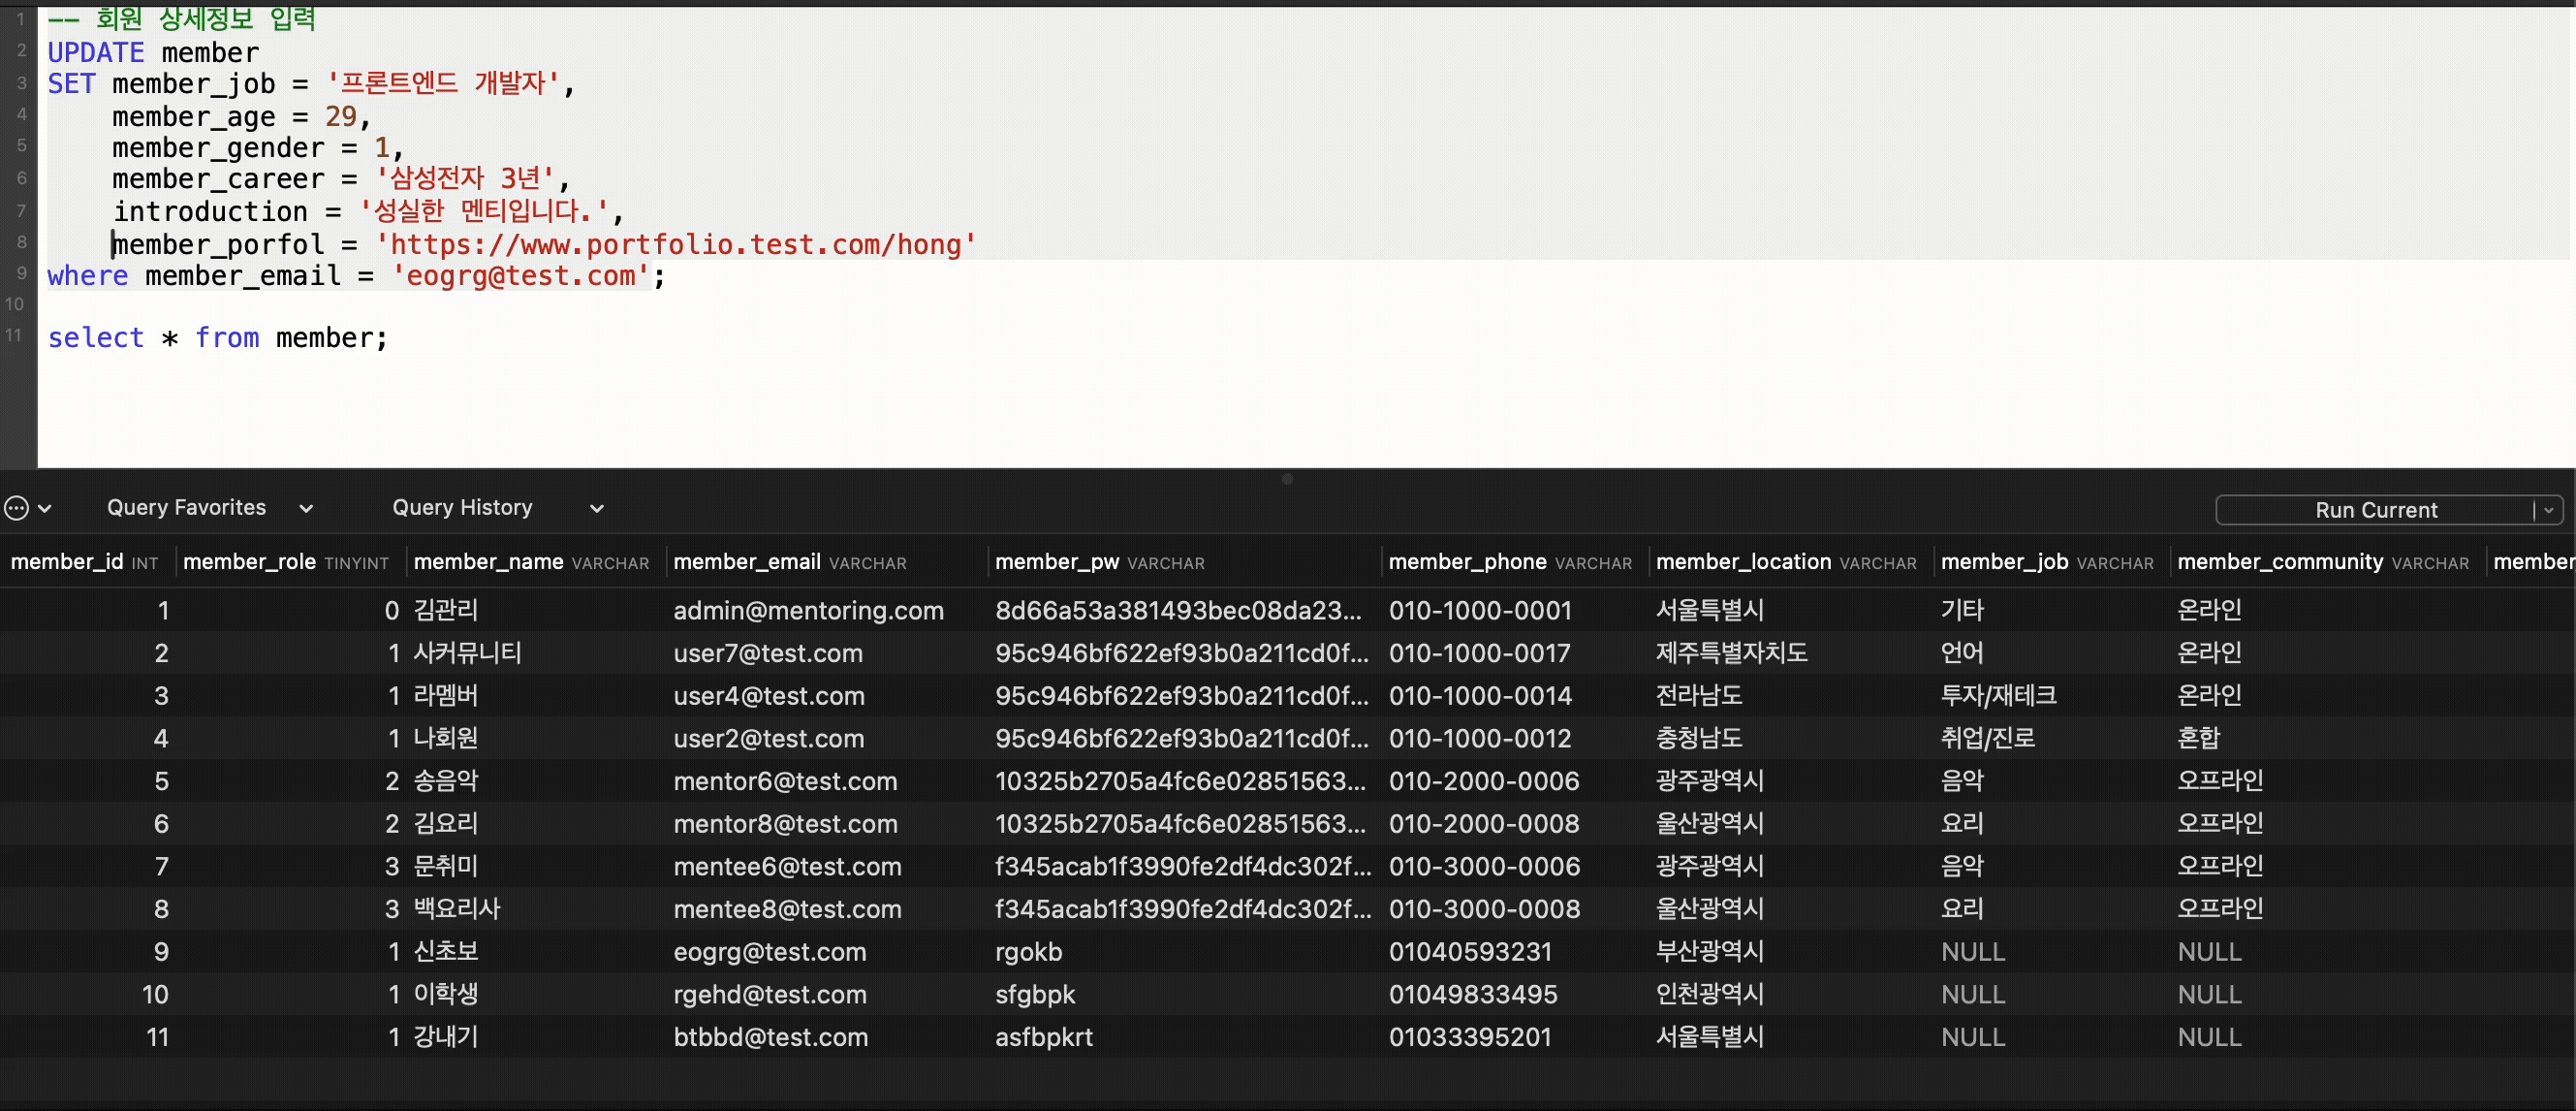 1 -- 회원 상세정보 입력
2 UPDATE member
3 SET member_job = '프론트엔드 개발자',
4 member_age = 29,
5 member_gender = 1,
6 member_career = '삼성전자 3년',
7 introduction = '성실한 멘티입니다.',
8 member_porfol = 'https://www.portfolio.test.com/hong'
9 where member_email = 'eogrg@test.com';
10
11 select * from member;
Query Favorites Query History Run Current
member_id INT member_role TINYINT member_name VARCHAR member_email VARCHAR member_pw VARCHAR member_phone VARCHAR member_location VARCHAR member_job VARCHAR member_community VARCHAR member
1 0 김관리 admin@mentoring.com 8d66a53a381493bec08da23... 010-1000-0001 서울특별시 기타 온라인
2 1 사커뮤니티 user7@test.com 95c946bf622ef93b0a211cd0f... 010-1000-0017 제주특별자치도 언어 온라인
3 1 라멤버 user4@test.com 95c946bf622ef93b0a211cd0f... 010-1000-0014 전라남도 투자/재테크 온라인
4 1 나회원 user2@test.com 95c946bf622ef93b0a211cd0f... 010-1000-0012 충청남도 취업/진로 혼합
5 2 송음악 mentor6@test.com 10325b2705a4fc6e02851563... 010-2000-0006 광주광역시 음악 오프라인
6 2 김요리 mentor8@test.com 10325b2705a4fc6e02851563... 010-2000-0008 울산광역시 요리 오프라인
7 3 문취미 mentee6@test.com f345acab1f3990fe2df4dc302f... 010-3000-0006 광주광역시 음악 오프라인
8 3 백요리사 mentee8@test.com f345acab1f3990fe2df4dc302f... 010-3000-0008 울산광역시 요리 오프라인
9 1 신초보 eogrg@test.com rgokb 01040593231 부산광역시 NULL NULL
10 1 이학생 rgehd@test.com sfgbpk 01049833495 인천광역시 NULL NULL
11 1 강내기 btbbd@test.com asfbpkrt 01033395201 서울특별시 NULL NULL